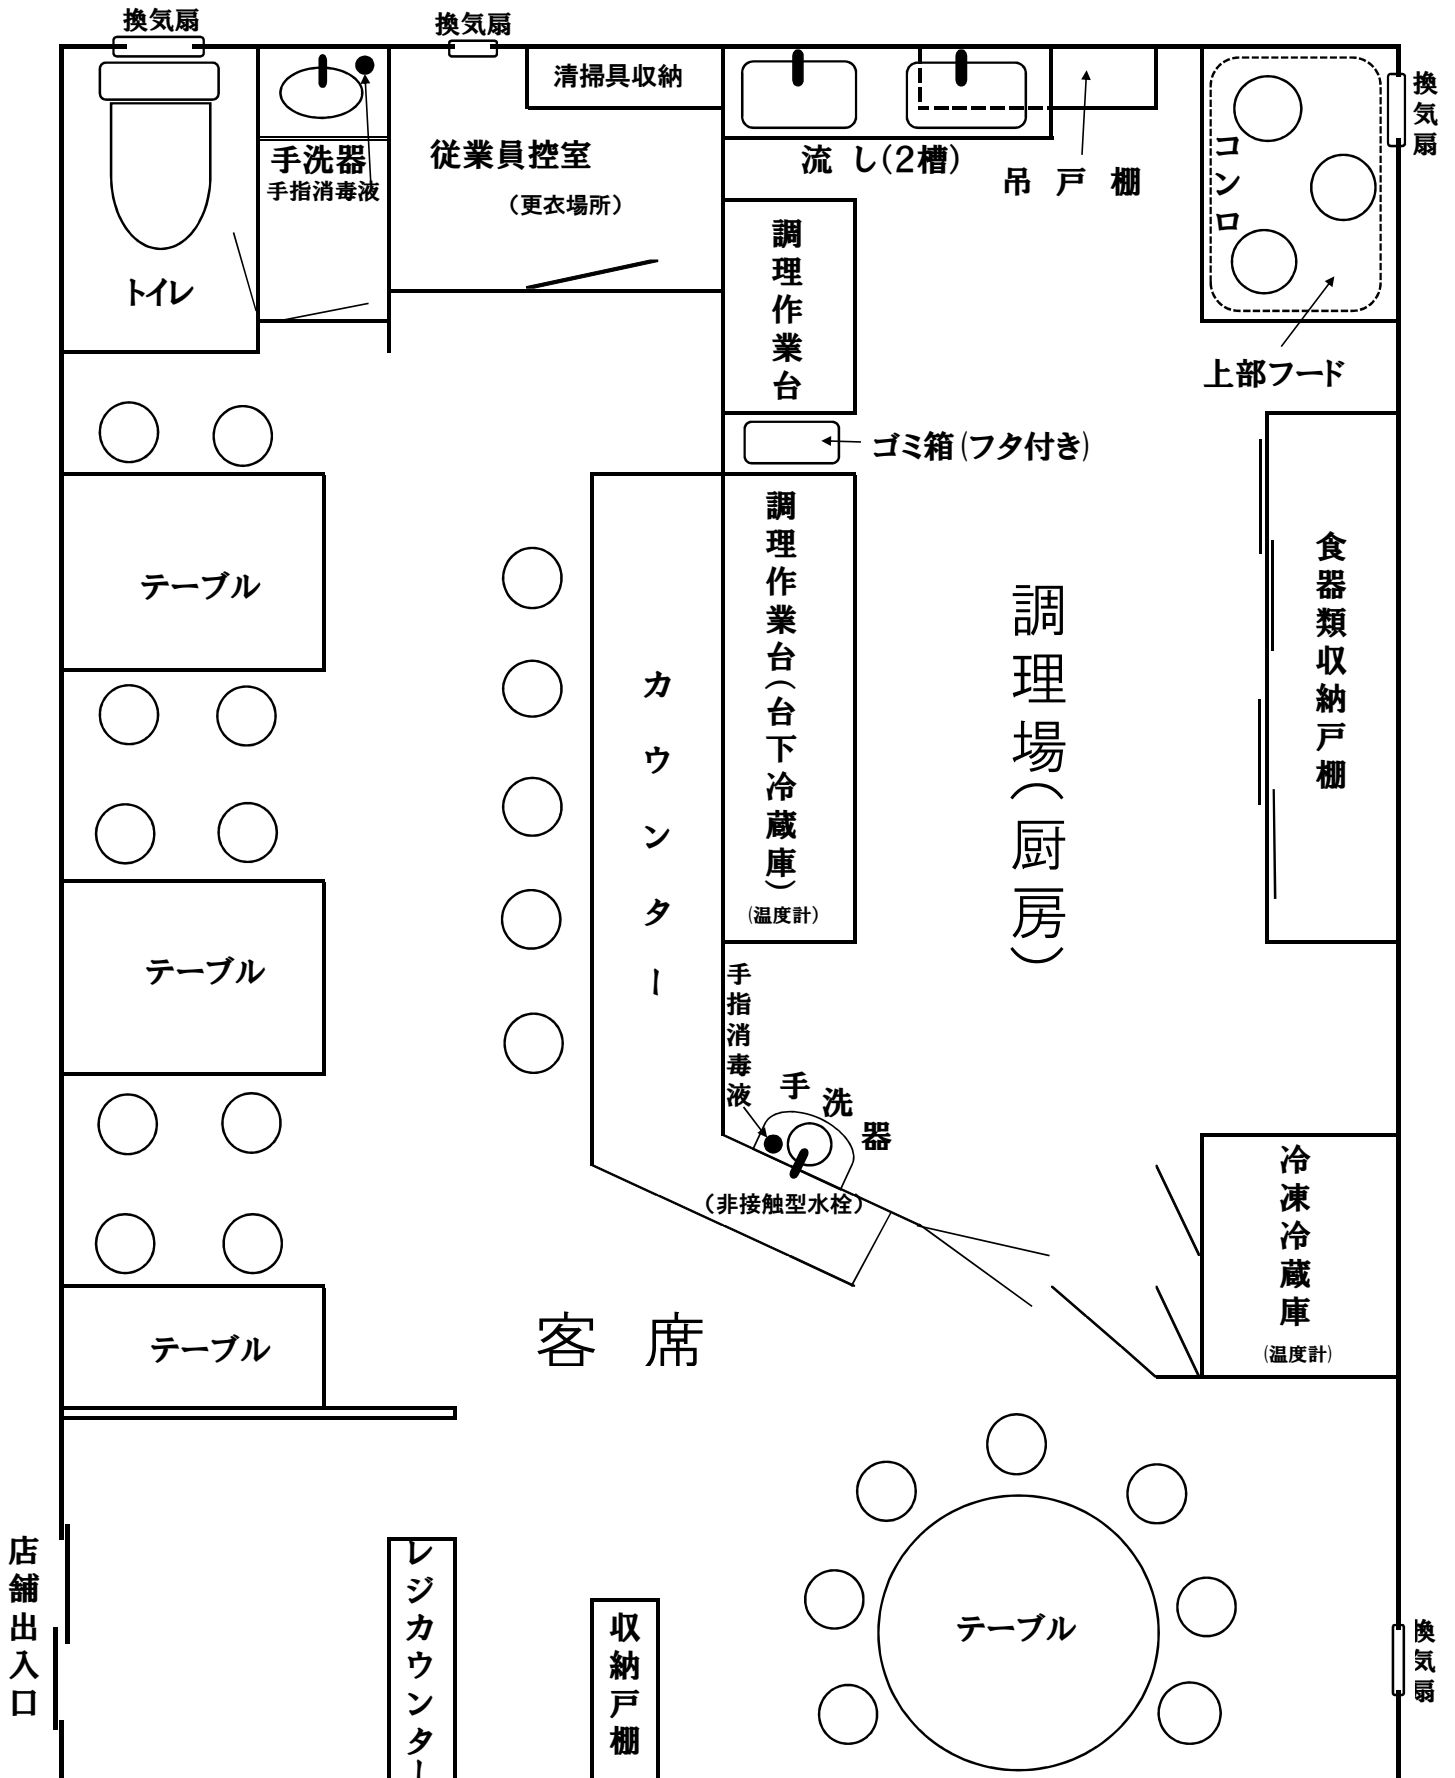 換気扇
換気扇
清掃具収納
換気扇
手洗器
手指消毒液
従業員控室
（更衣場所）
流 し(2槽)
吊 戸 棚
コンロ
トイレ
調理作業台
上部フード
ゴミ箱(フタ付き)
テーブル
カウンター
調理作業台(台下冷蔵庫)
(温度計)
調理場(厨房)
食器類収納戸棚
テーブル
手指消毒液
手洗器
（非接触型水栓）
冷凍冷蔵庫
(温度計)
テーブル
客 席
店舗出入口
レジカウンター
収納戸棚
テーブル
換気扇